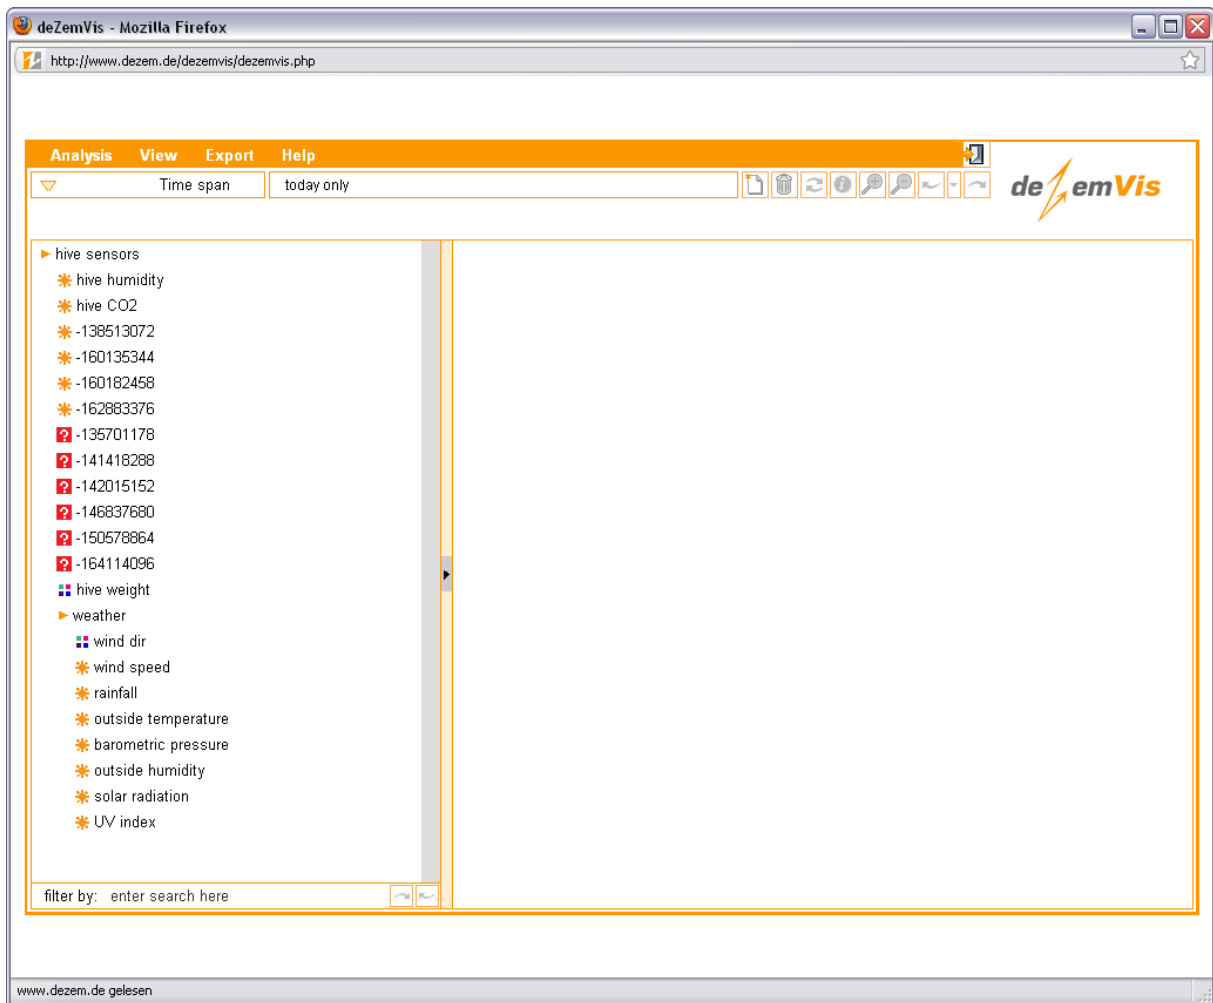 deZemVis - Mozilla Firefox
http://www.dezem.de/dezemvis/dezemvis.php
Analysis View Export Help
Time span today only
de emVis
hive sensors
hive humidity
hive CO2
-138513072
-160135344
-160182458
-162883376
? -135701178
? -141418288
? -142015152
? -146837680
? -150578864
? -164114096
hive weight
weather
wind dir
wind speed
rainfall
outside temperature
barometric pressure
outside humidity
solar radiation
UV index
filter by: enter search here
www.dezem.de gelesen